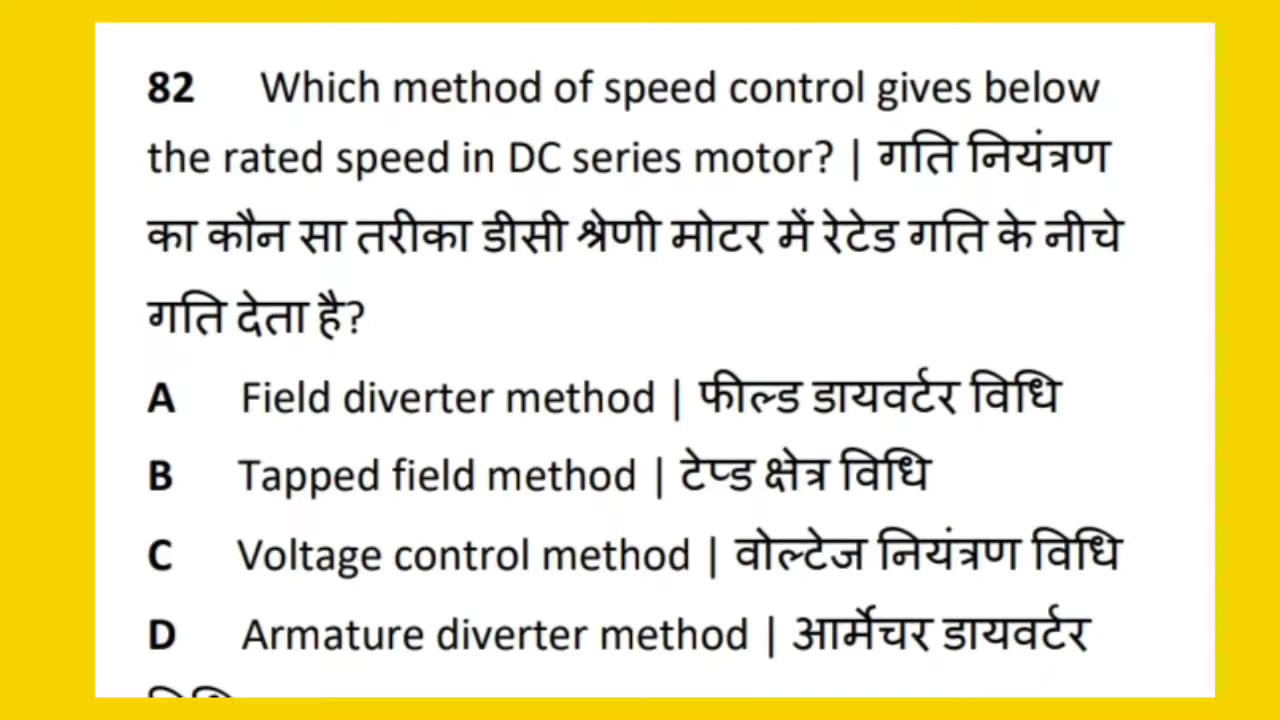 82 Which method of speed control gives below
the rated speed in DC series motor? | गति नियंत्रण
का कौन सा तरीका डीसी श्रेणी मोटर में रेटेड गति के नीचे
गति देता है?
A Field diverter method | फील्ड डायवर्टर विधि
B Tapped field method | टेप्ड क्षेत्र विधि
C Voltage control method | वोल्टेज नियंत्रण विधि
D Armature diverter method | आर्मेचर डायवर्टर